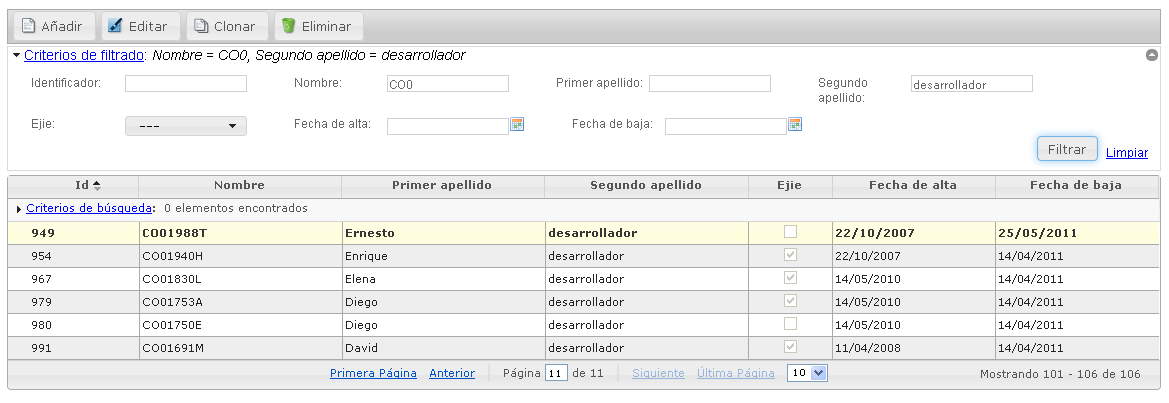 Añadir Editar Clonar Eliminar
Criterios de filtrado: Nombre = CO0, Segundo apellido = desarrollador
Identificador: Nombre: CO0 Primer apellido: Segundo apellido: desarrollador
Ejie: --- Fecha de alta: Fecha de baja:
Filtrar Limpiar
Id Nombre Primer apellido Segundo apellido Ejie Fecha de alta Fecha de baja
Criterios de búsqueda: 0 elementos encontrados
949 CO01988T Ernesto desarrollador 22/10/2007 25/05/2011
954 CO01940H Enrique desarrollador 22/10/2007 14/04/2011
967 CO01830L Elena desarrollador 14/05/2010 14/04/2011
979 CO01753A Diego desarrollador 14/05/2010 14/04/2011
980 CO01750E Diego desarrollador 14/05/2010 14/04/2011
991 CO01691M David desarrollador 11/04/2008 14/04/2011
Primera Página Anterior Página 11 de 11 Siguiente Última Página 10 Mostrando 101 - 106 de 106